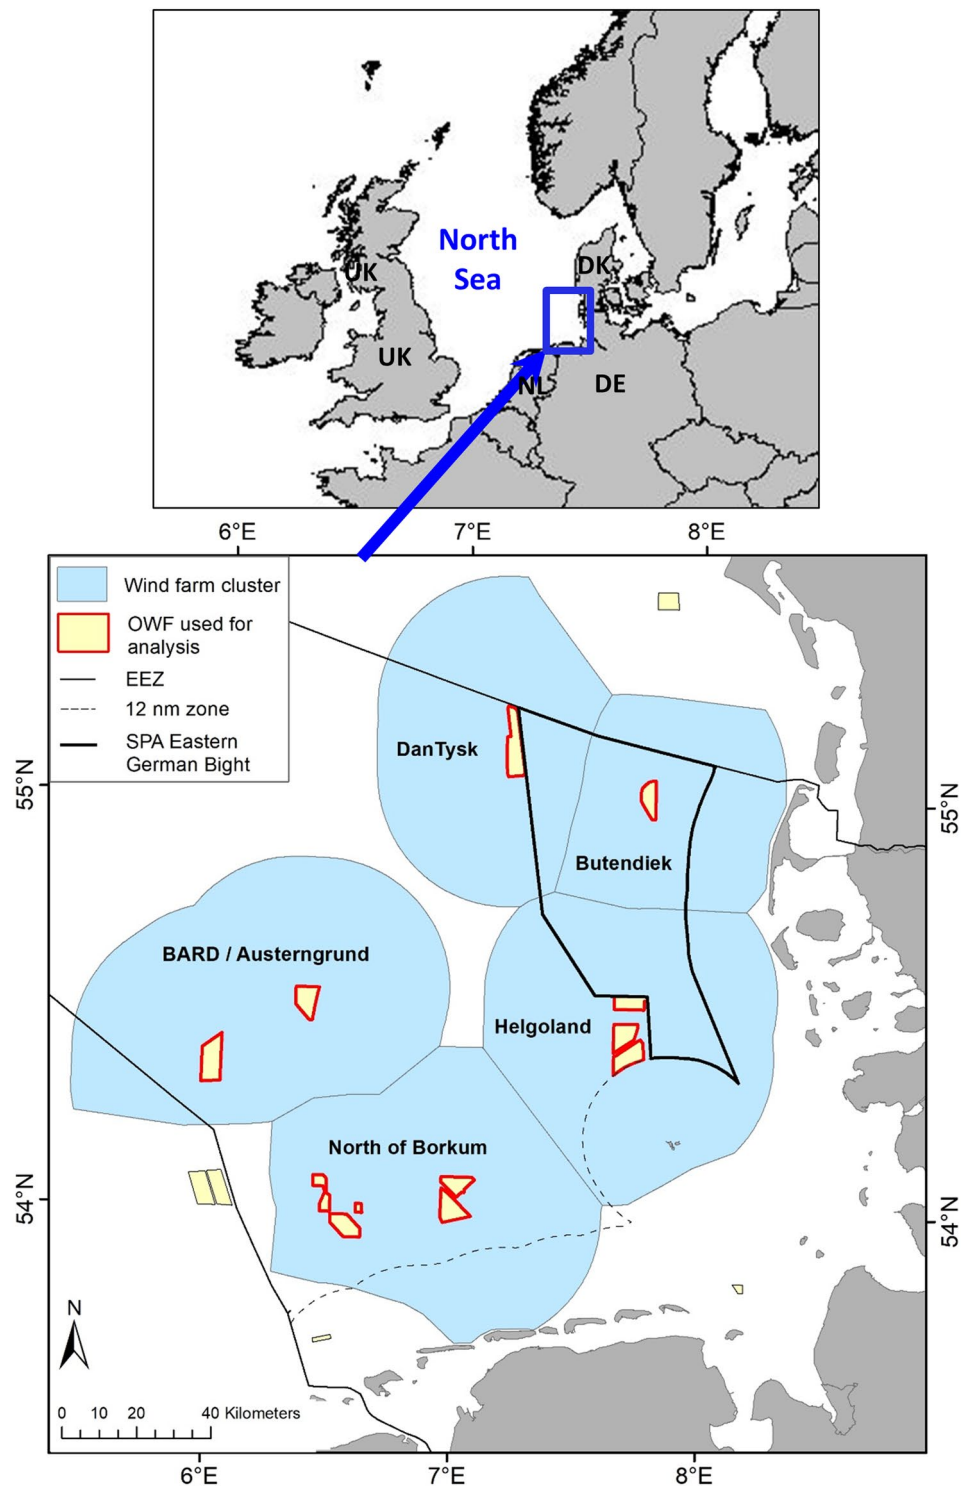 North
Sea
UK
DK
UK
NL
DE
6°E
7°E
8°E
Wind farm cluster
OWF used for
analysis
EEZ
12 nm zone
SPA Eastern
German Bight
DanTysk
Butendiek
BARD / Austerngrund
Helgoland
North of Borkum
55°N
55°N
54°N
54°N
N
0 10 20 40 Kilometers
6°E
7°E
8°E